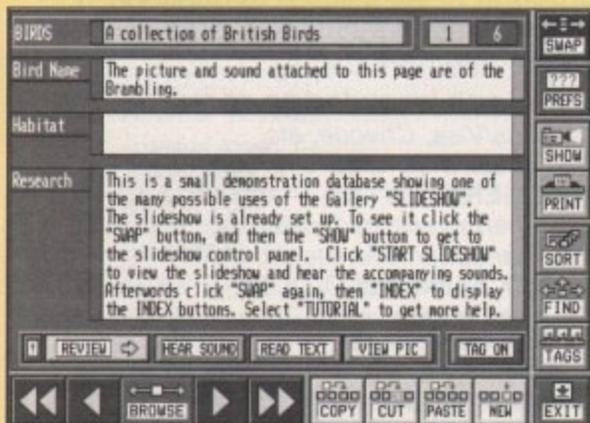 BIRDS A collection of British Birds 1 6
SWAP
Bird Name The picture and sound attached to this page are of the
Brambling.
???
PREFS
Habitat
SHOW
Research This is a small demonstration database showing one of
the many possible uses of the Gallery "SLIDESHOW".
The slideshow is already set up. To see it click the
"SWAP" button, and then the "SHOW" button to get to
the slideshow control panel. Click "START SLIDESHOW"
to view the slideshow and hear the accompanying sounds.
Afterwords click "SWAP" again, then "INDEX" to display
the INDEX buttons. Select "TUTORIAL" to get more help.
PRINT
SORT
FIND
REVIEW HEAR SOUND READ TEXT VIEW PIC TAG ON
TAGS
BROWSE COPY CUT PASTE NEW EXIT